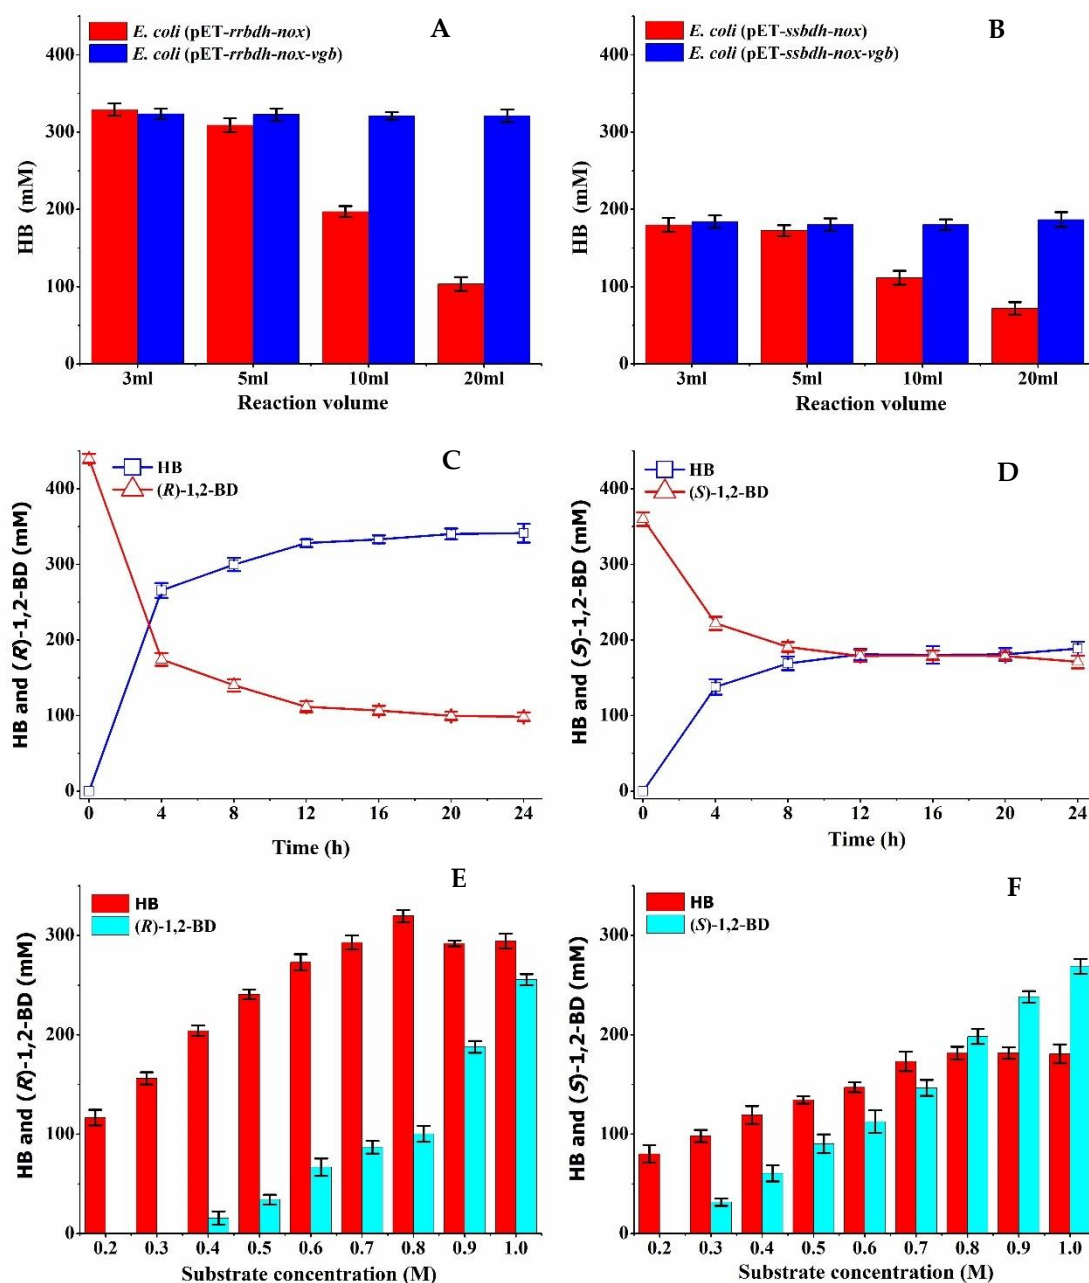 A
E. coli (pET-rrbdh-nox)
E. coli (pET-rrbdh-nox-vgb)
HB (mM)
400
300
200
100
0
3ml 5ml 10ml 20ml
Reaction volume
B
E. coli (pET-ssbdh-nox)
E. coli (pET-ssbdh-nox-vgb)
HB (mM)
400
300
200
100
0
3ml 5ml 10ml 20ml
Reaction volume
C
HB
(R)-1,2-BD
HB and (R)-1,2-BD (mM)
400
300
200
100
0
0 4 8 12 16 20 24
Time (h)
D
HB
(S)-1,2-BD
HB and (S)-1,2-BD (mM)
400
300
200
100
0
0 4 8 12 16 20 24
Time (h)
E
HB
(R)-1,2-BD
HB and (R)-1,2-BD (mM)
300
200
100
0
0.2 0.3 0.4 0.5 0.6 0.7 0.8 0.9 1.0
Substrate concentration (M)
F
HB
(S)-1,2-BD
HB and (S)-1,2-BD (mM)
300
200
100
0
0.2 0.3 0.4 0.5 0.6 0.7 0.8 0.9 1.0
Substrate concentration (M)